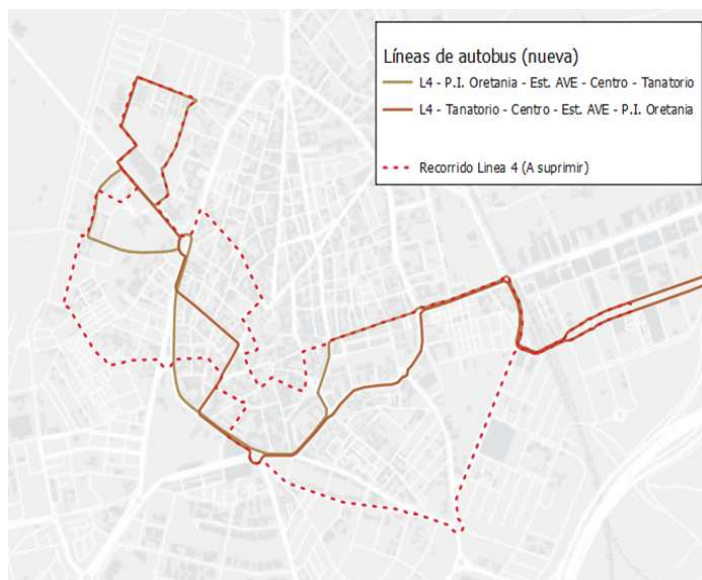 Líneas de autobus (nueva)
L4 - P.I. Oretania - Est. AVE - Centro - Tanatorio
L4 - Tanatorio - Centro - Est. AVE - P.I. Oretania
Recorrido Linea 4 (A suprimir)